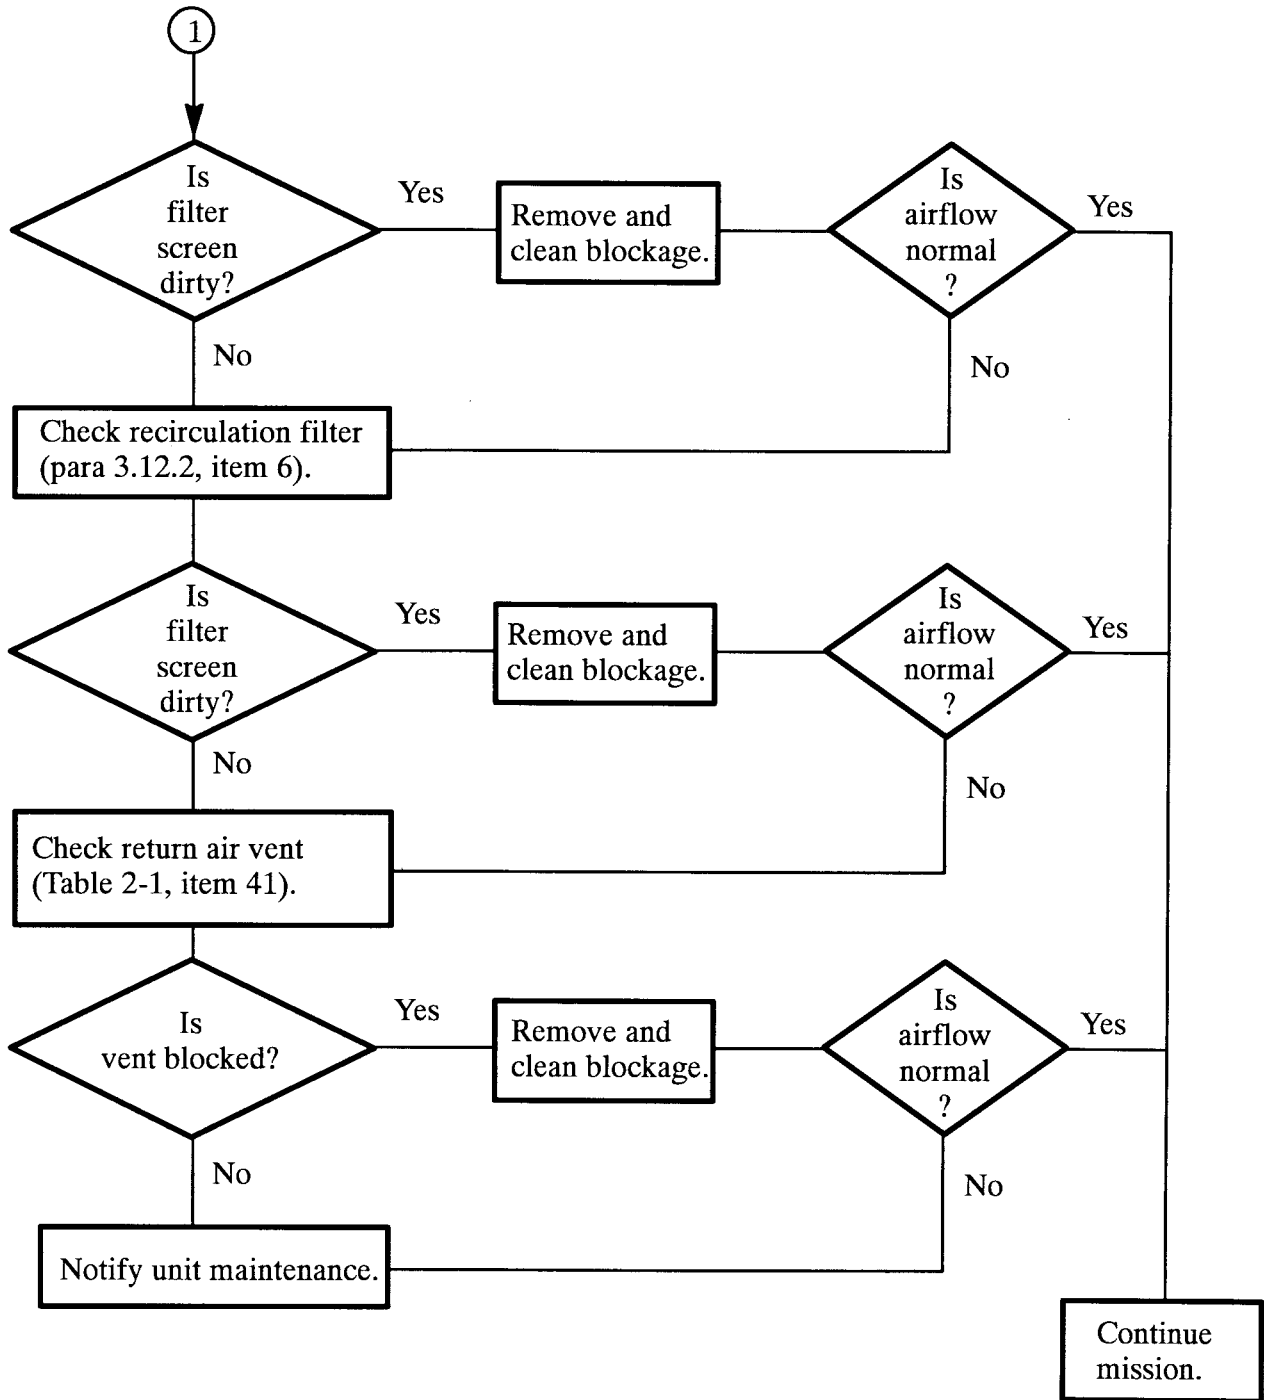 1
Is
filter
screen
dirty?
Yes
Remove and
clean blockage.
Is
airflow
normal
?
Yes
No
No
Check recirculation filter
(para 3.12.2, item 6).
Is
filter
screen
dirty?
Yes
Remove and
clean blockage.
Is
airflow
normal
?
Yes
No
No
Check return air vent
(Table 2-1, item 41).
Is
vent blocked?
Yes
Remove and
clean blockage.
Is
airflow
normal
?
Yes
No
No
Notify unit maintenance.
Continue
mission.